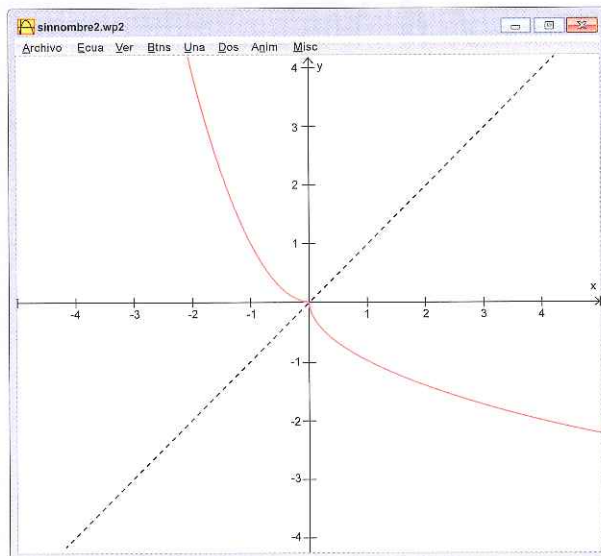 sinnombre2.wp2
Archivo Ecua Ver Btns Una Dos Anim Misc
4 y
3
2
1
x
-4 -3 -2 -1 1 2 3 4
-1
-2
-3
-4